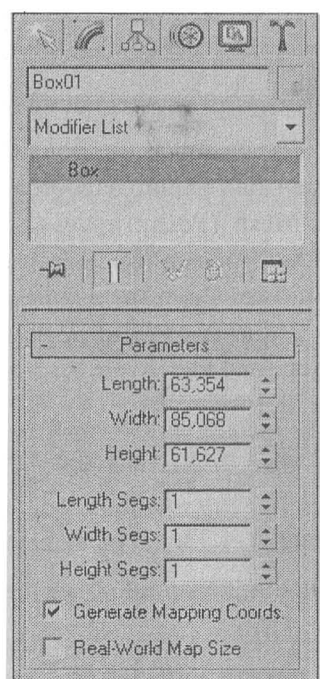 Box01
Modifier List
Box
- Parameters
Length: 63,354
Width: 85,068
Height: 61,627
Length Segs: 1
Width Segs: 1
Height Segs: 1
Generate Mapping Coords.
Real-World Map Size